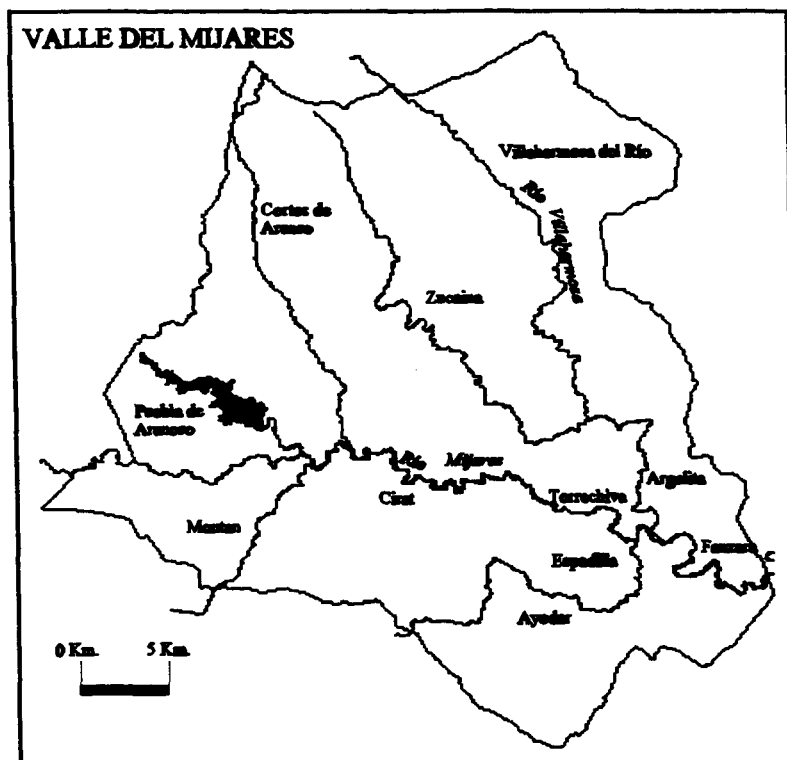 VALLE DEL MIJARES
Villahermosa del Río
Río Villahermosa
Cortes de
Arenoso
Zucaina
Puebla de
Arenoso
Río Mijares
Cirat
Montan
Torrechiva
Argelita
Espadilla
Fanzara
Ayodar
0 Km. 5 Km.